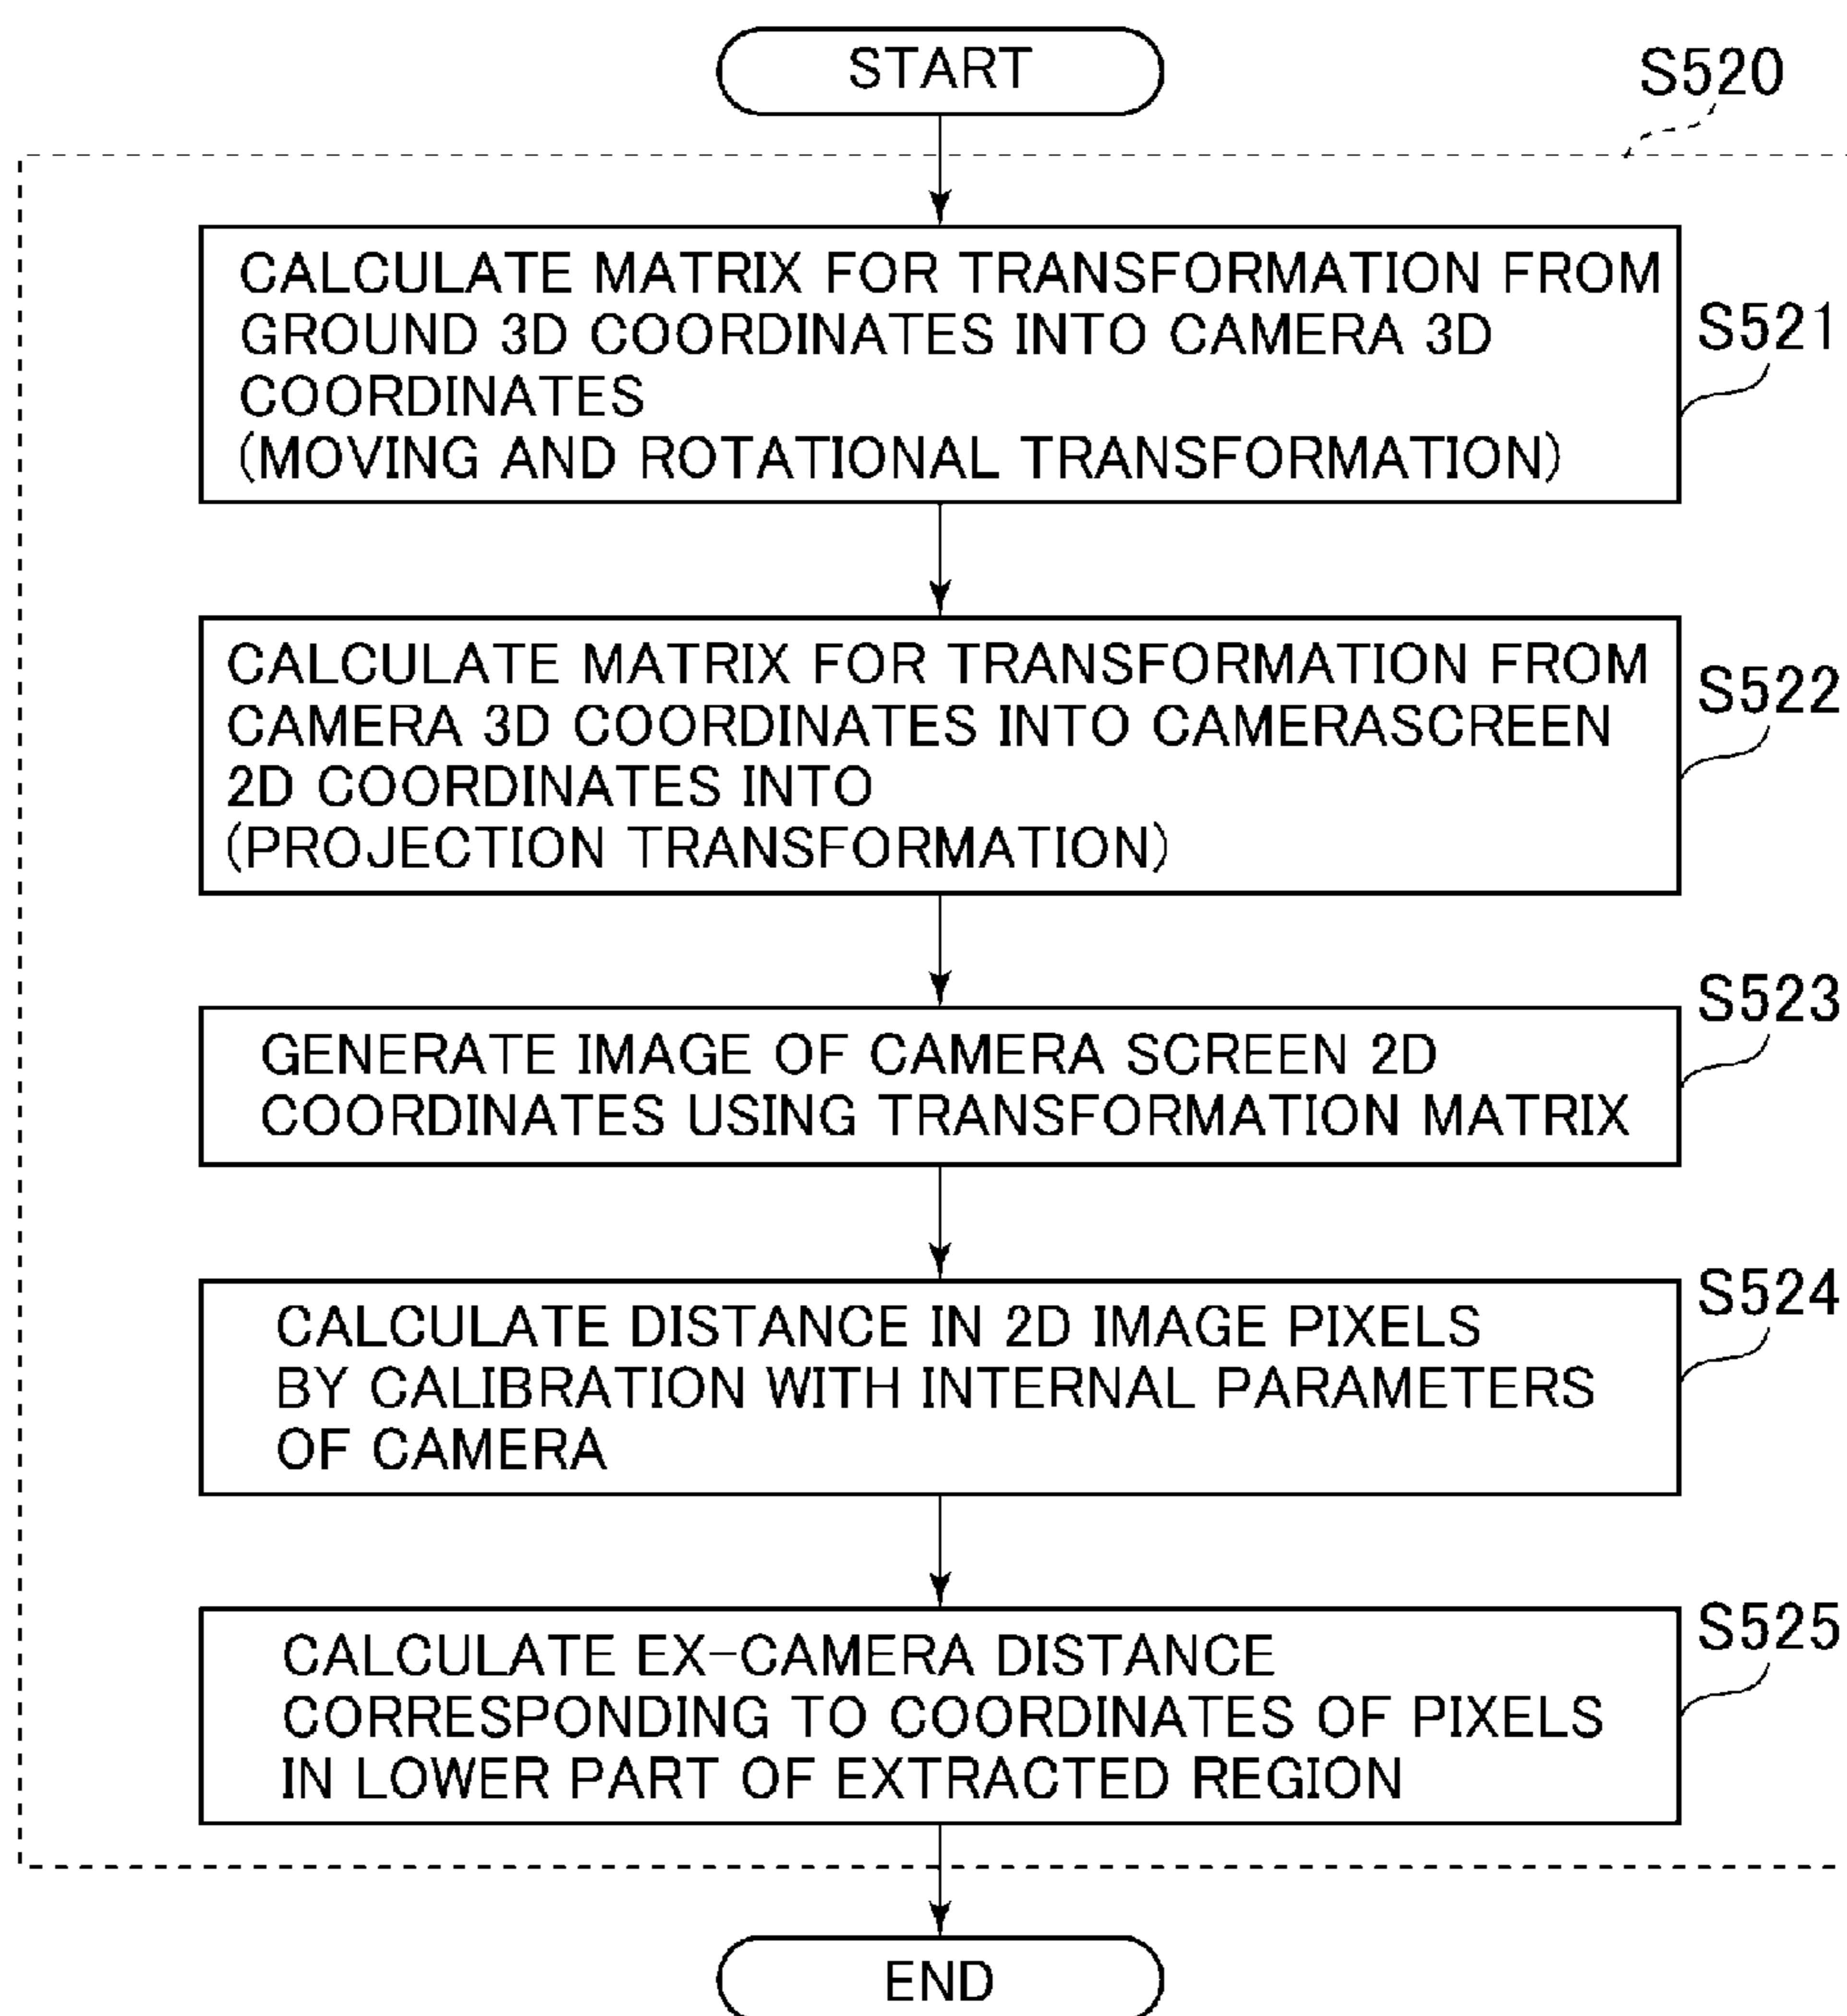 START
S520
CALCULATE MATRIX FOR TRANSFORMATION FROM
GROUND 3D COORDINATES INTO CAMERA 3D
COORDINATES
(MOVING AND ROTATIONAL TRANSFORMATION)
S521
CALCULATE MATRIX FOR TRANSFORMATION FROM
CAMERA 3D COORDINATES INTO CAMERASCREEN
2D COORDINATES INTO
(PROJECTION TRANSFORMATION)
S522
GENERATE IMAGE OF CAMERA SCREEN 2D
COORDINATES USING TRANSFORMATION MATRIX
S523
CALCULATE DISTANCE IN 2D IMAGE PIXELS
BY CALIBRATION WITH INTERNAL PARAMETERS
OF CAMERA
S524
CALCULATE EX-CAMERA DISTANCE
CORRESPONDING TO COORDINATES OF PIXELS
IN LOWER PART OF EXTRACTED REGION
S525
END